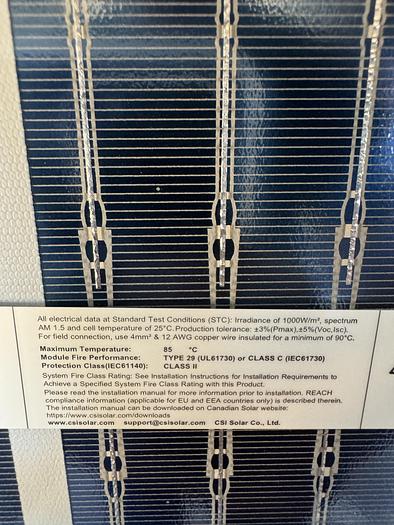 All electrical data at Standard Test Conditions (STC): Irradiance of 1000W/m², spectrum
AM 1.5 and cell temperature of 25°C. Production tolerance: ±3%(Pmax),±5%(Voc,Isc).
For field connection, use 4mm² & 12 AWG copper wire insulated for a minimum of 90°C.
Maximum Temperature: 85 °C
Module Fire Performance: TYPE 29 (UL61730) or CLASS C (IEC61730)
Protection Class(IEC61140): CLASS II
System Fire Class Rating: See Installation Instructions for Installation Requirements to
Achieve a Specified System Fire Class Rating with this Product.
Please read the installation manual for more information prior to installation. REACH
compliance information (applicable for EU and EEA countries only) is described therein.
The installation manual can be downloaded on Canadian Solar website:
https://www.csisolar.com/downloads
www.csisolar.com support@csisolar.com CSI Solar Co., Ltd.